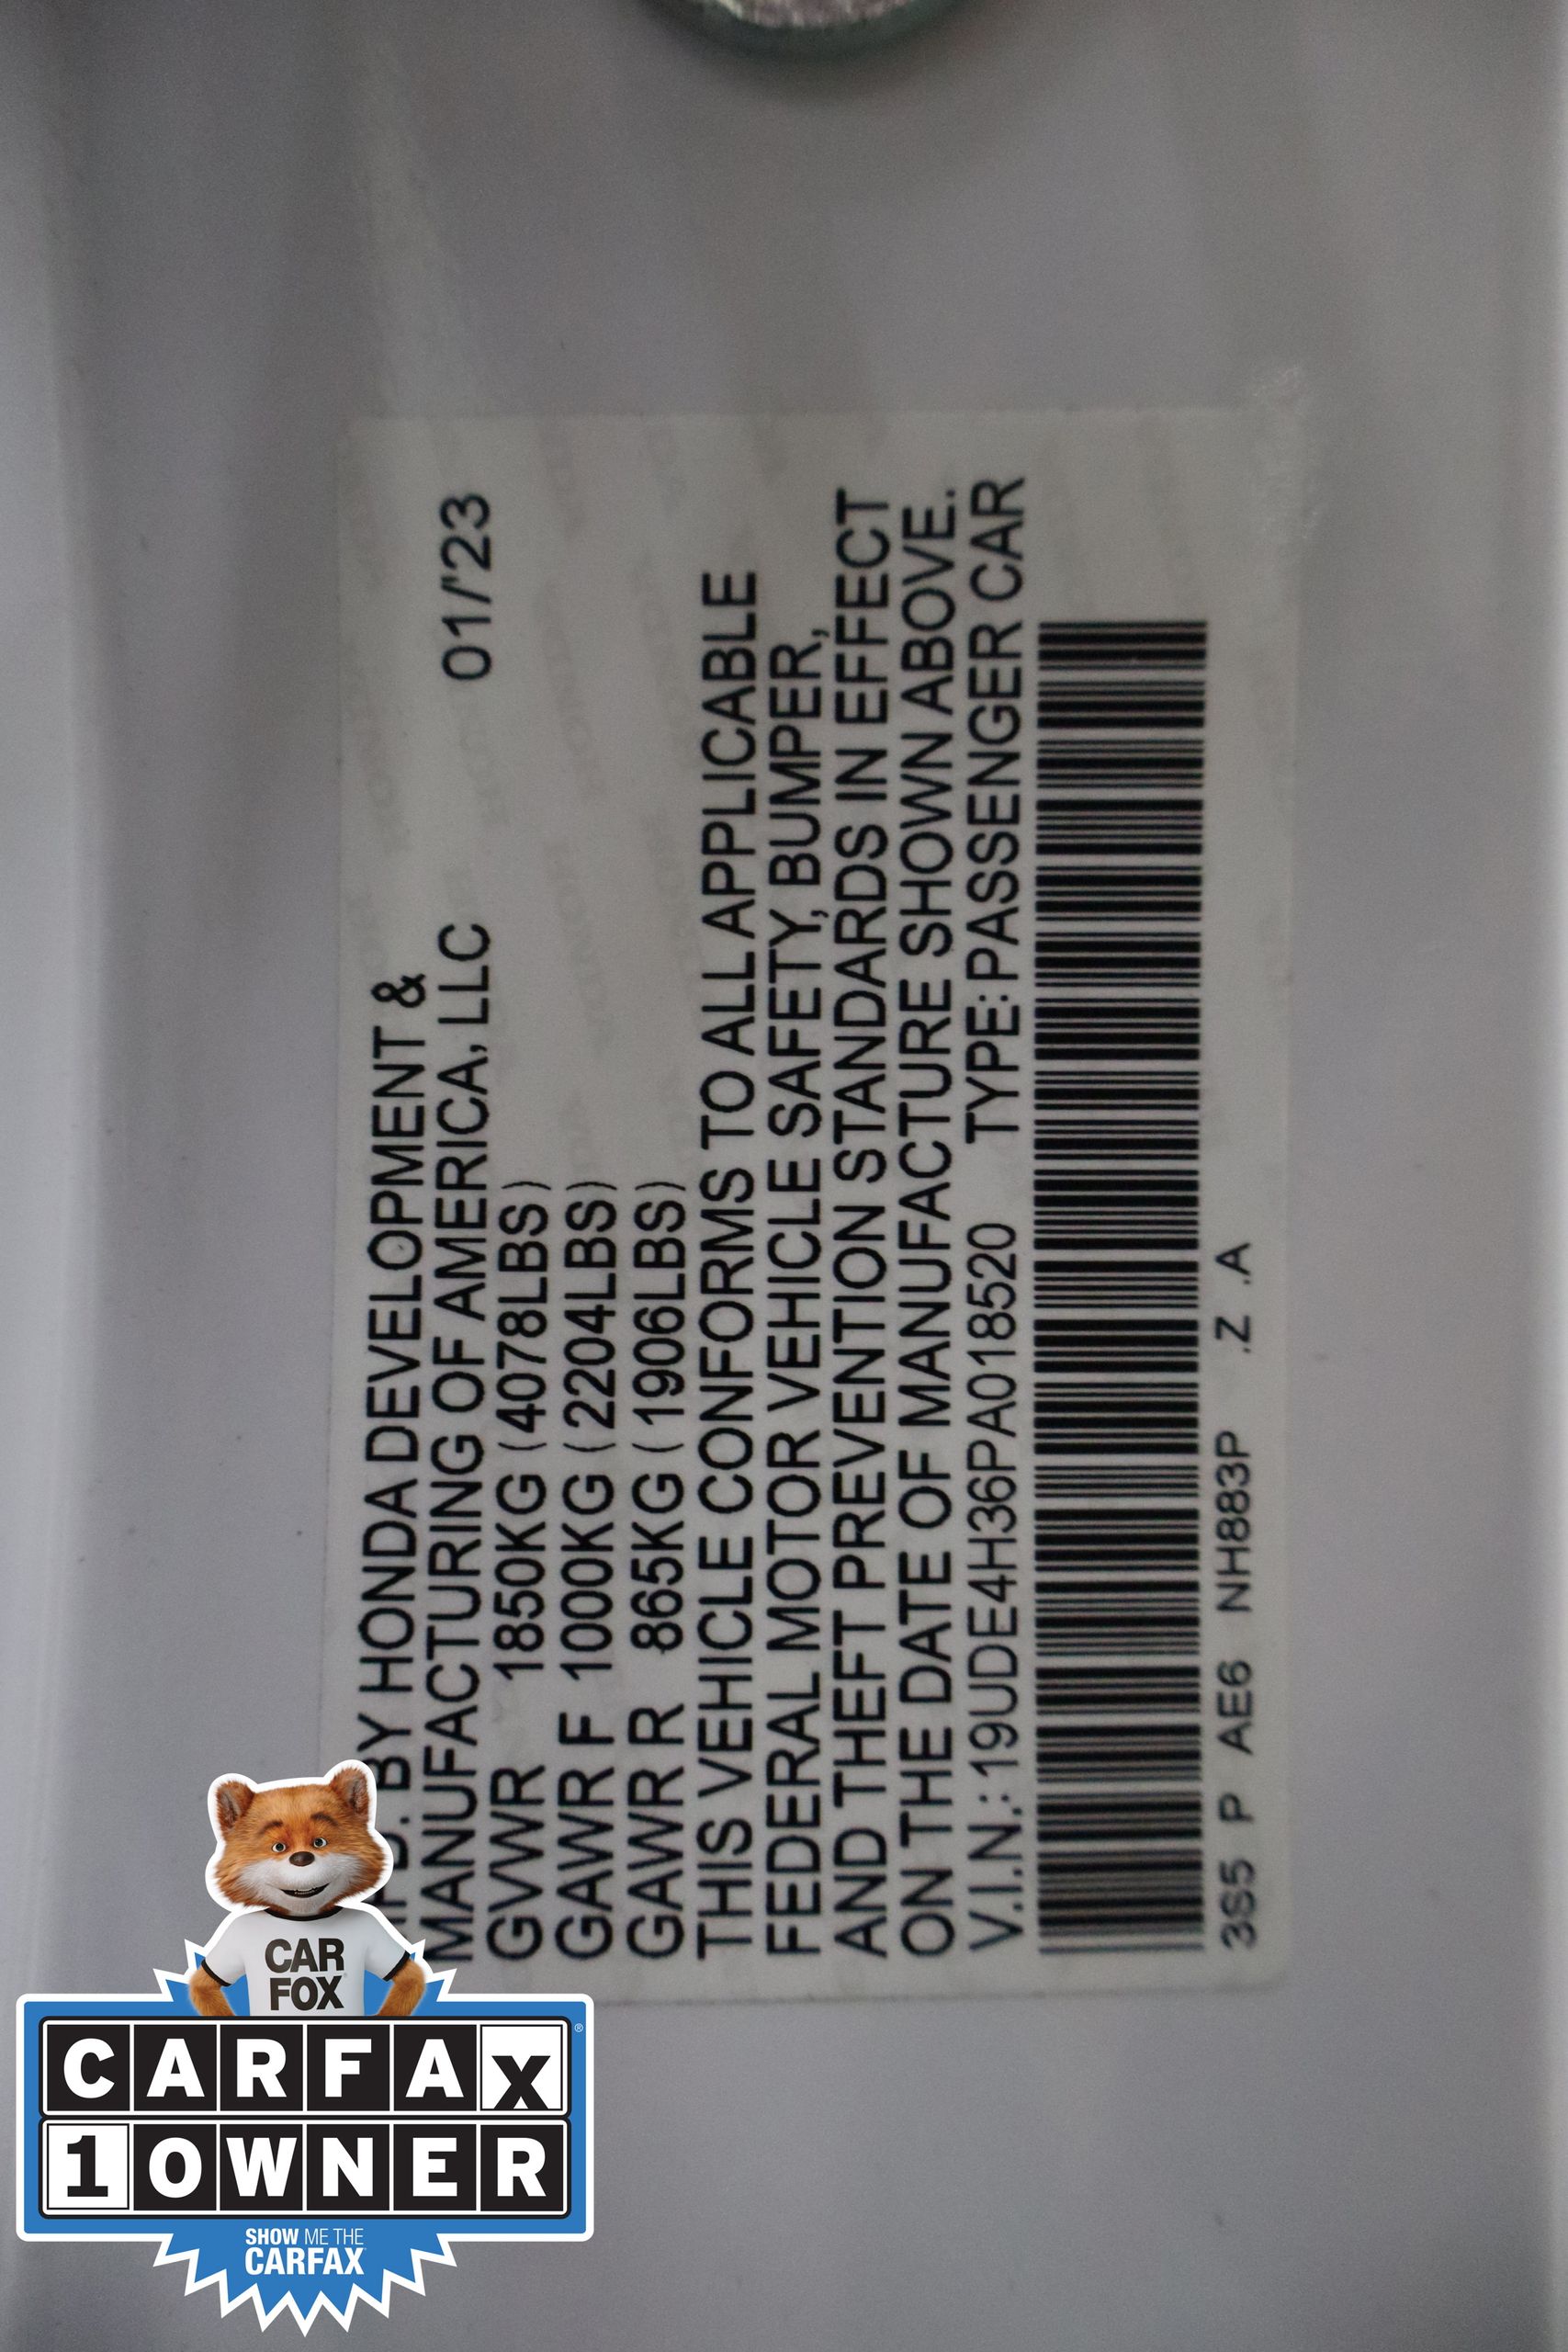 BY HONDA DEVELOPMENT &
MANUFACTURING OF AMERICA, LLC 01/'23
GVWR 1850KG (4078LBS)
GAWR F 1000KG (2204LBS)
GAWR R 865KG (1906LBS)
THIS VEHICLE CONFORMS TO ALL APPLICABLE
FEDERAL MOTOR VEHICLE SAFETY, BUMPER,
AND THEFT PREVENTION STANDARDS IN EFFECT
ON THE DATE OF MANUFACTURE SHOWN ABOVE.
V.I.N.: 19UDE4H36PA018520 TYPE: PASSENGER CAR
3S5 P AE6 NH883P .Z .A
CAR
FOX
CARFAX
1 OWNER
SHOW ME THE
CARFAX